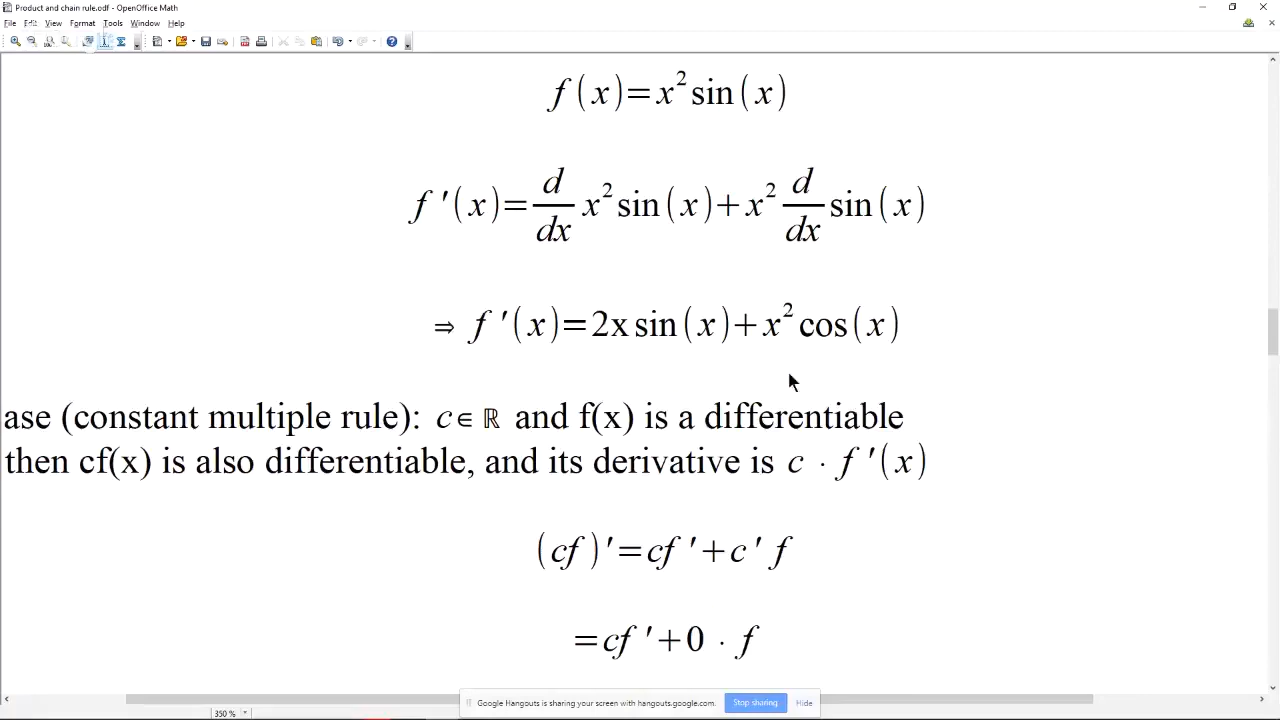 Product and chain rule.odf - OpenOffice Math
File Edit View Format Tools Window Help
f(x)=x²sin(x)
f'(x)=d/dx x²sin(x)+x² d/dx sin(x)
⇒ f'(x)=2x sin(x)+x²cos(x)
ase (constant multiple rule): c∈ ℝ and f(x) is a differentiable
then cf(x) is also differentiable, and its derivative is c · f'(x)
(cf)'=cf'+c'f
=cf'+0 · f
Google Hangouts is sharing your screen with hangouts.google.com. Stop sharing Hide
350 %